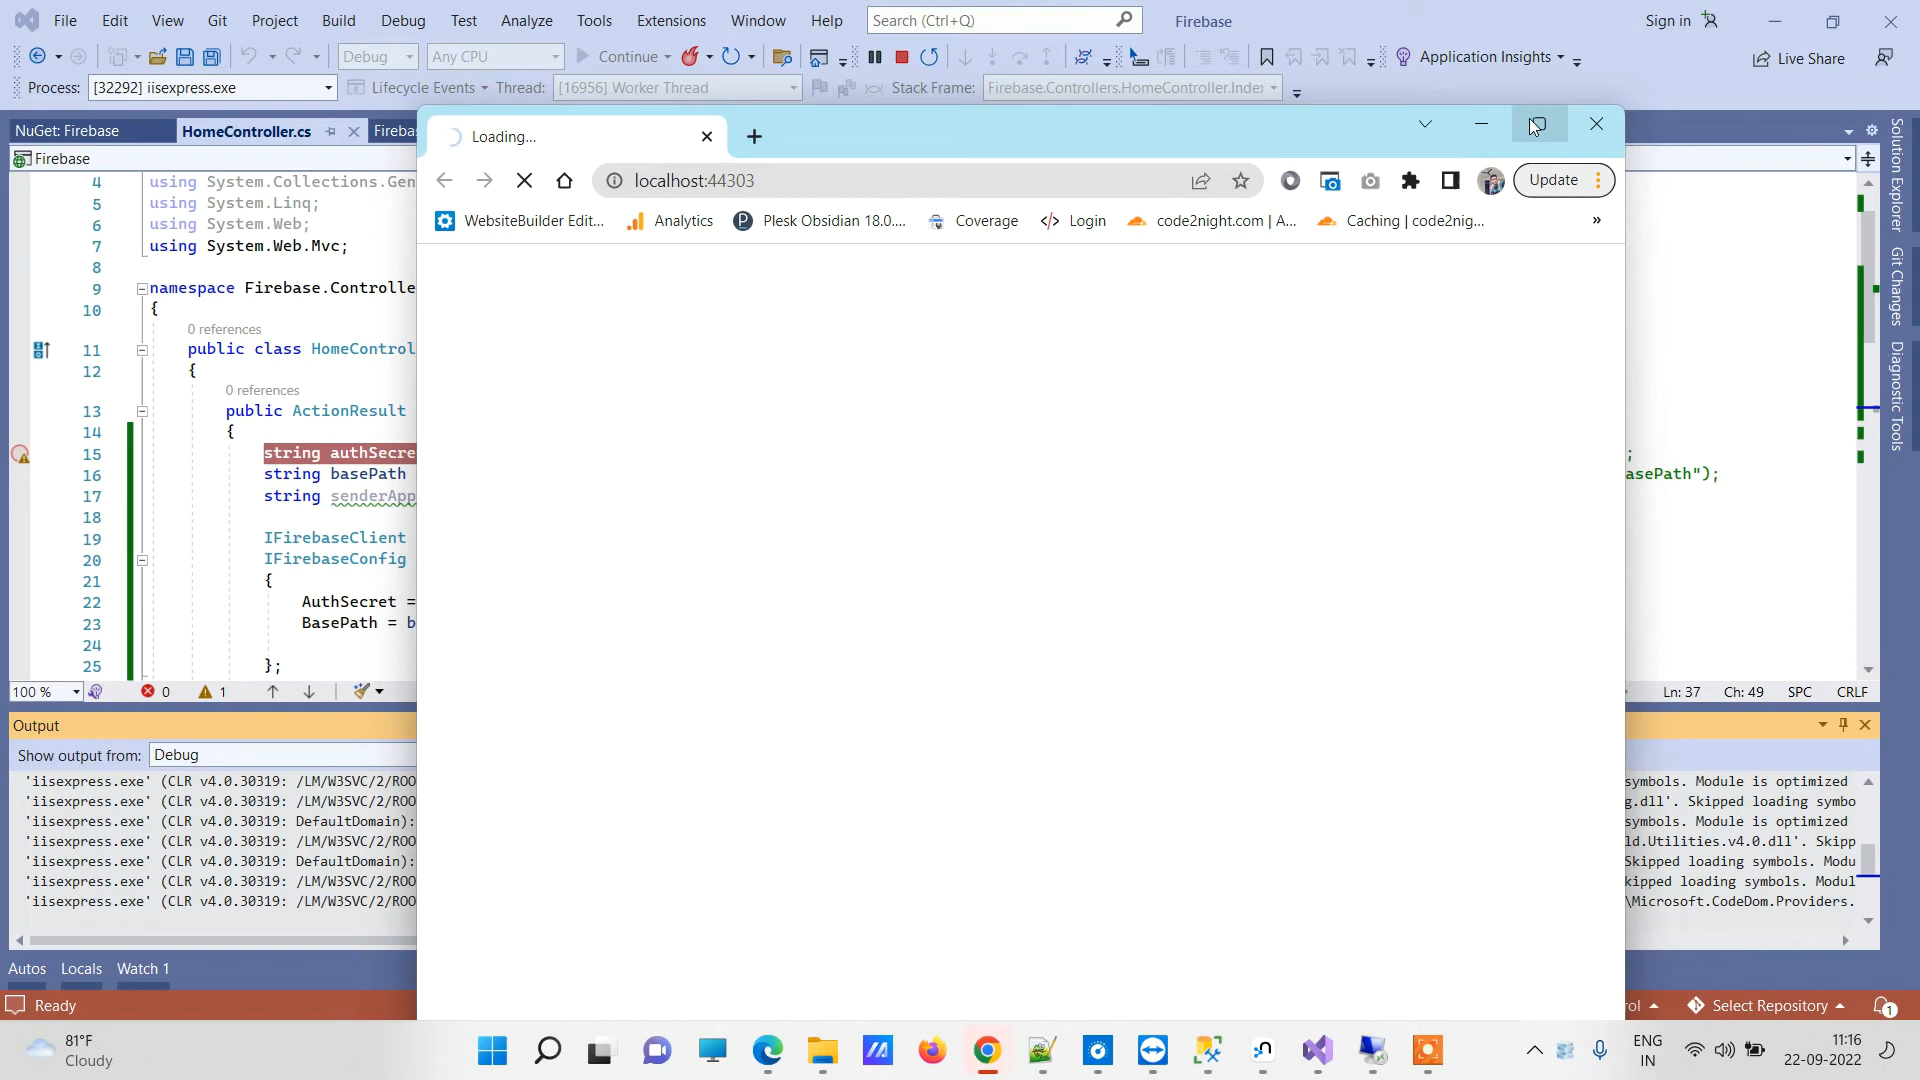 File Edit View Git Project Build Debug Test Analyze Tools Extensions Window Help Search (Ctrl+Q) Firebase Sign in
Debug Any CPU Continue Application Insights Live Share
Process: [32292] iisexpress.exe Lifecycle Events Thread: [16956] Worker Thread Stack Frame: Firebase.Controllers.HomeController.Index
NuGet: Firebase HomeController.cs Fireba
Firebase
Loading...
localhost:44303 Update
WebsiteBuilder Edit... Analytics Plesk Obsidian 18.0.... Coverage Login code2night.com | A... Caching | code2nig... »
4 using System.Collections.Gen
5 using System.Linq;
6 using System.Web;
7 using System.Web.Mvc;
8
9 namespace Firebase.Controlle
10 {
0 references
11 public class HomeControl
12 {
0 references
13 public ActionResult
14 {
15 string authSecre ;
16 string basePath asePath");
17 string senderApp
18
19 IFirebaseClient
20 IFirebaseConfig
21 {
22 AuthSecret =
23 BasePath = b
24
25 };
Solution Explorer
Git Changes
Diagnostic Tools
100 % 0 1 Ln: 37 Ch: 49 SPC CRLF
Output
Show output from: Debug
'iisexpress.exe' (CLR v4.0.30319: /LM/W3SVC/2/ROO symbols. Module is optimized
'iisexpress.exe' (CLR v4.0.30319: /LM/W3SVC/2/ROO g.dll'. Skipped loading symbo
'iisexpress.exe' (CLR v4.0.30319: DefaultDomain): symbols. Module is optimized
'iisexpress.exe' (CLR v4.0.30319: /LM/W3SVC/2/ROO ld.Utilities.v4.0.dll'. Skipp
'iisexpress.exe' (CLR v4.0.30319: DefaultDomain): Skipped loading symbols. Modu
'iisexpress.exe' (CLR v4.0.30319: /LM/W3SVC/2/ROO kipped loading symbols. Modul
'iisexpress.exe' (CLR v4.0.30319: /LM/W3SVC/2/ROO \Microsoft.CodeDom.Providers.
Autos Locals Watch 1
Ready rol Select Repository 1
81°F
Cloudy
ENG
IN
11:16
22-09-2022